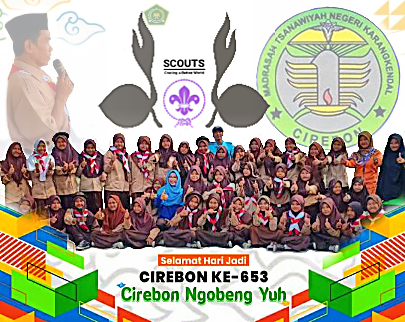 SCOUTS
Creating a Better World
MADRASAH TSANAWIYAH NEGERI KARANGKENDAL
CIREBON
Selamat Hari Jadi
CIREBON KE-653
Cirebon Ngobeng Yuh